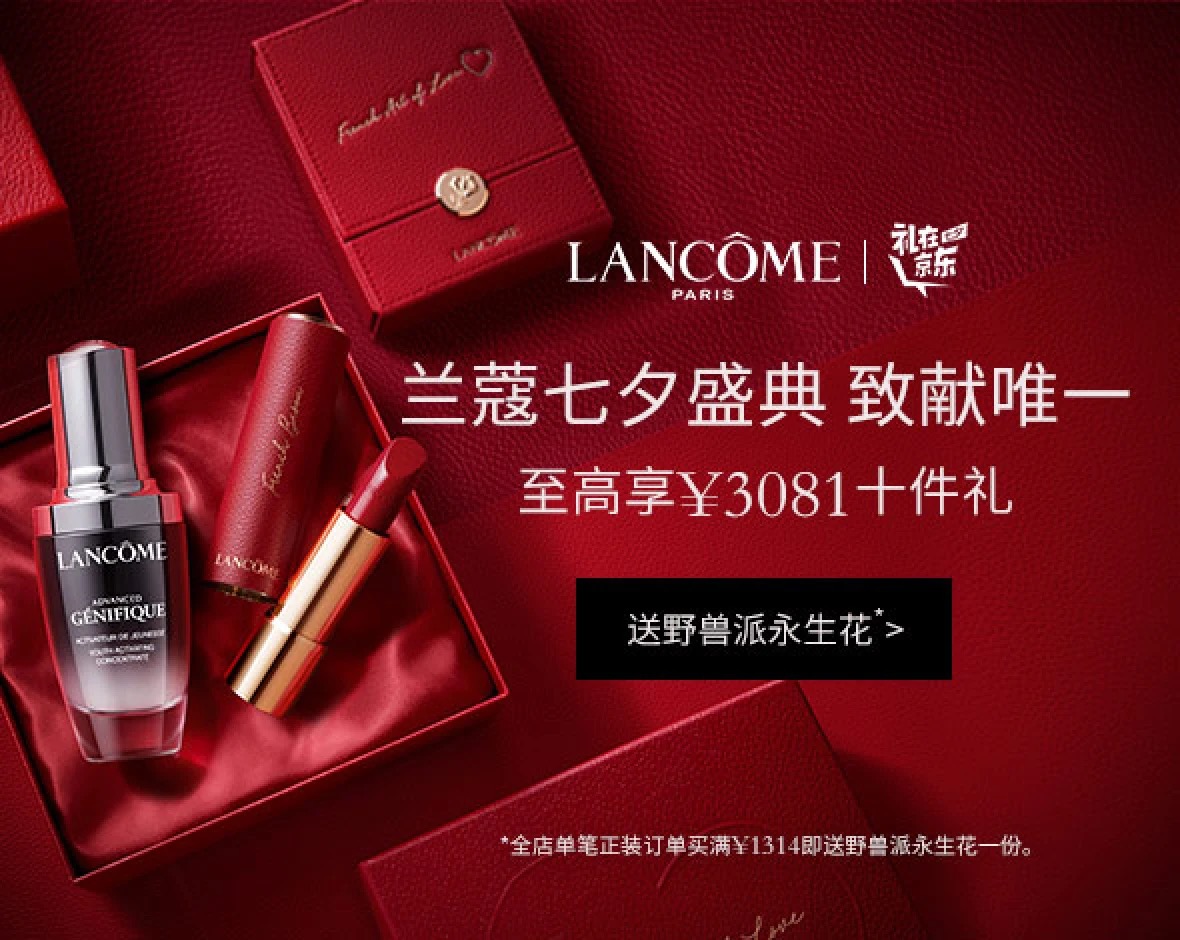 French Art of Love
LANCÔME
LANCÔME
PARIS
礼在
京东
兰蔻七夕盛典 致献唯一
至高享¥3081十件礼
送野兽派永生花*>
*全店单笔正装订单买满¥1314即送野兽派永生花一份。
LANCÔME
ADVANCED
GÉNIFIQUE
ACTIVATEUR DE JEUNESSE
YOUTH ACTIVATING
CONCENTRATE
French
LANCÔME
Love